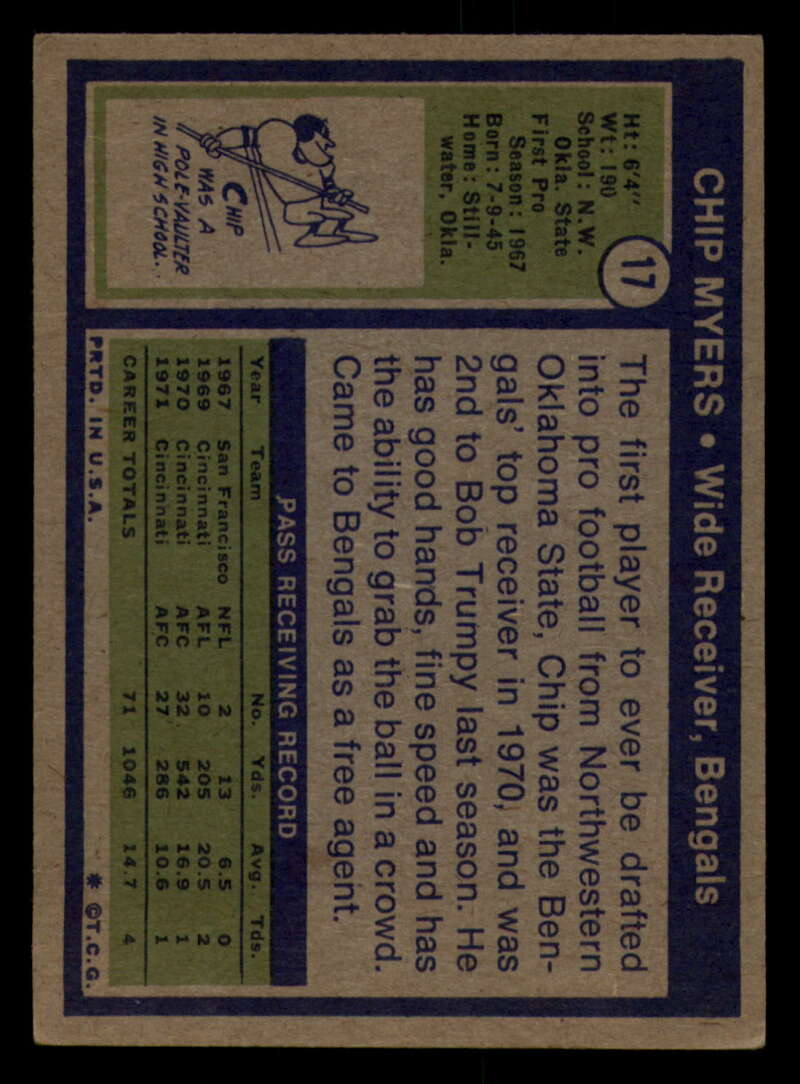 CHIP MYERS • Wide Receiver, Bengals
17
Ht: 6'4"
Wt: 190
School: N.W.
Okla. State
First Pro
Season: 1967
Born: 7-9-45
Home: Still-
water, Okla.
CHIP
WAS A
POLE-VAULTER
IN HIGH SCHOOL.
The first player to ever be drafted
into pro football from Northwestern
Oklahoma State, Chip was the Ben-
gals' top receiver in 1970, and was
2nd to Bob Trumpy last season. He
has good hands, fine speed and has
the ability to grab the ball in a crowd.
Came to Bengals as a free agent.
PASS RECEIVING RECORD
Year Team No. Yds. Avg. Tds.
1967 San Francisco NFL 2 13 6.5 0
1969 Cincinnati AFL 10 205 20.5 2
1970 Cincinnati AFC 32 542 16.9 1
1971 Cincinnati AFC 27 286 10.6 1
CAREER TOTALS 71 1046 14.7 4
PRTD. IN U.S.A. * ©T.C.G.